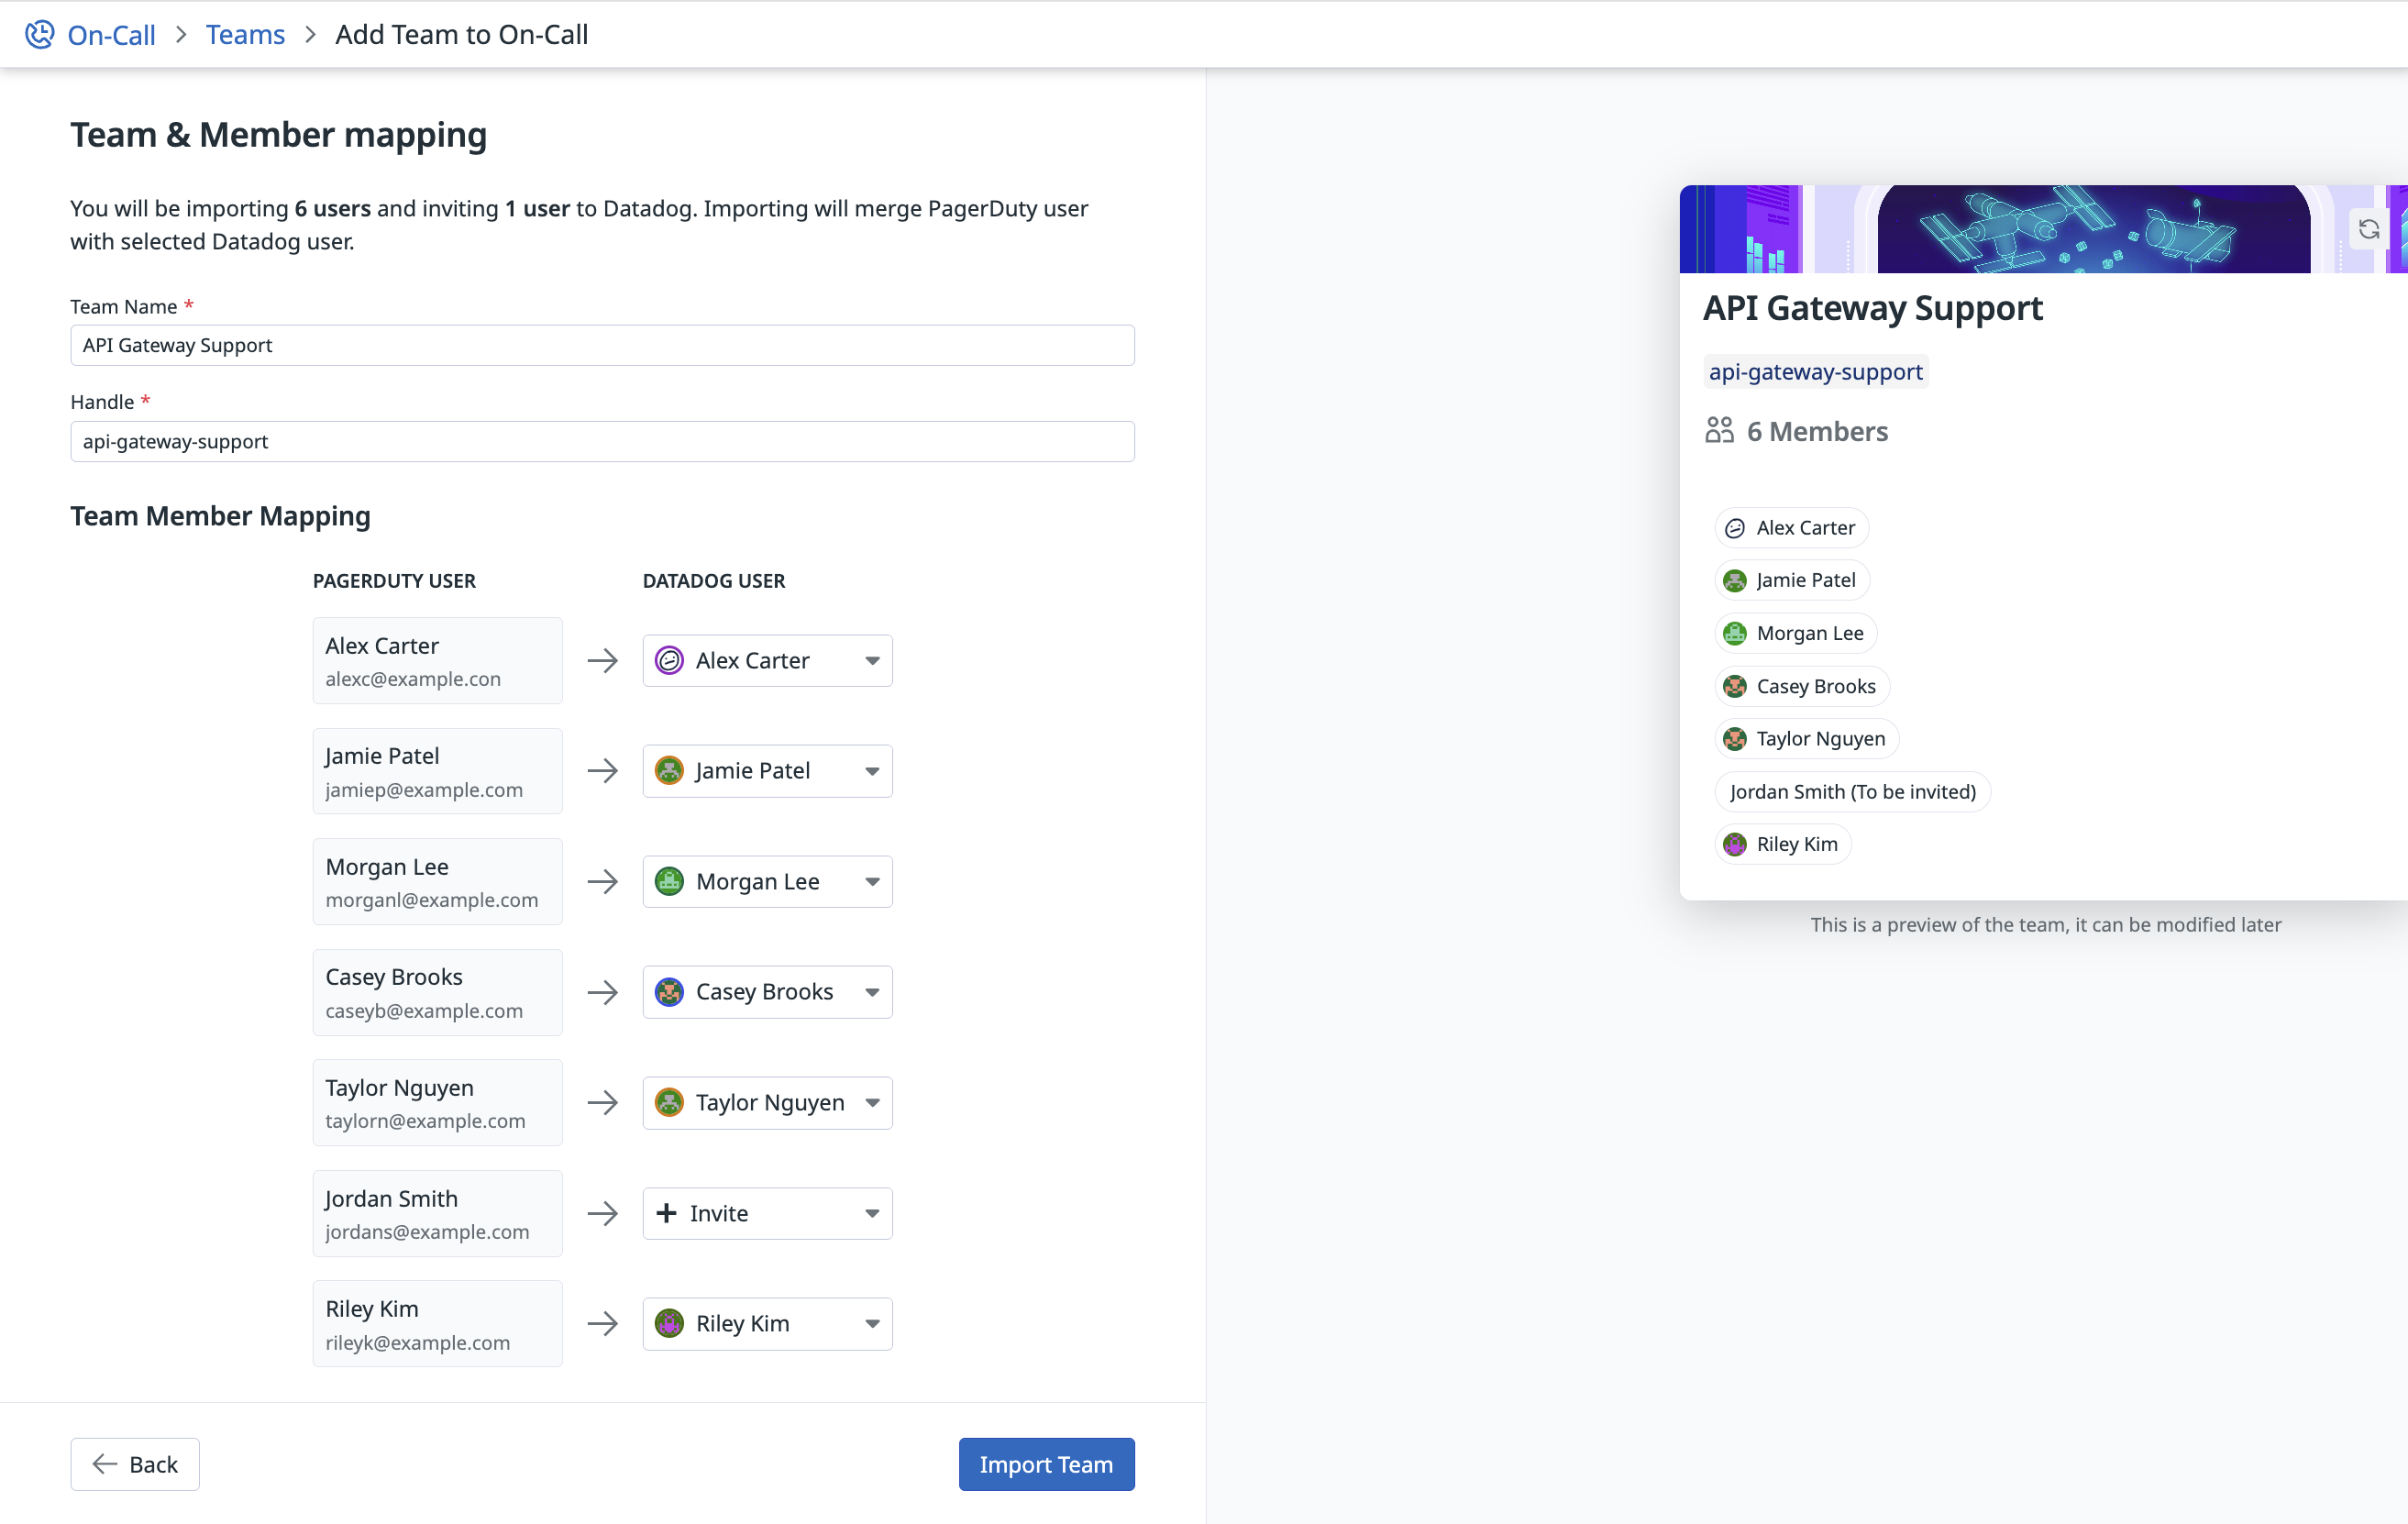 On-Call > Teams > Add Team to On-Call
Team & Member mapping
You will be importing 6 users and inviting 1 user to Datadog. Importing will merge PagerDuty user
with selected Datadog user.
Team Name *
API Gateway Support
Handle *
api-gateway-support
Team Member Mapping
PAGERDUTY USER
DATADOG USER
Alex Carter
alexc@example.con
Alex Carter
Jamie Patel
jamiep@example.com
Jamie Patel
Morgan Lee
morganl@example.com
Morgan Lee
Casey Brooks
caseyb@example.com
Casey Brooks
Taylor Nguyen
taylorn@example.com
Taylor Nguyen
Jordan Smith
jordans@example.com
+ Invite
Riley Kim
rileyk@example.com
Riley Kim
Back
Import Team
API Gateway Support
api-gateway-support
6 Members
Alex Carter
Jamie Patel
Morgan Lee
Casey Brooks
Taylor Nguyen
Jordan Smith (To be invited)
Riley Kim
This is a preview of the team, it can be modified later